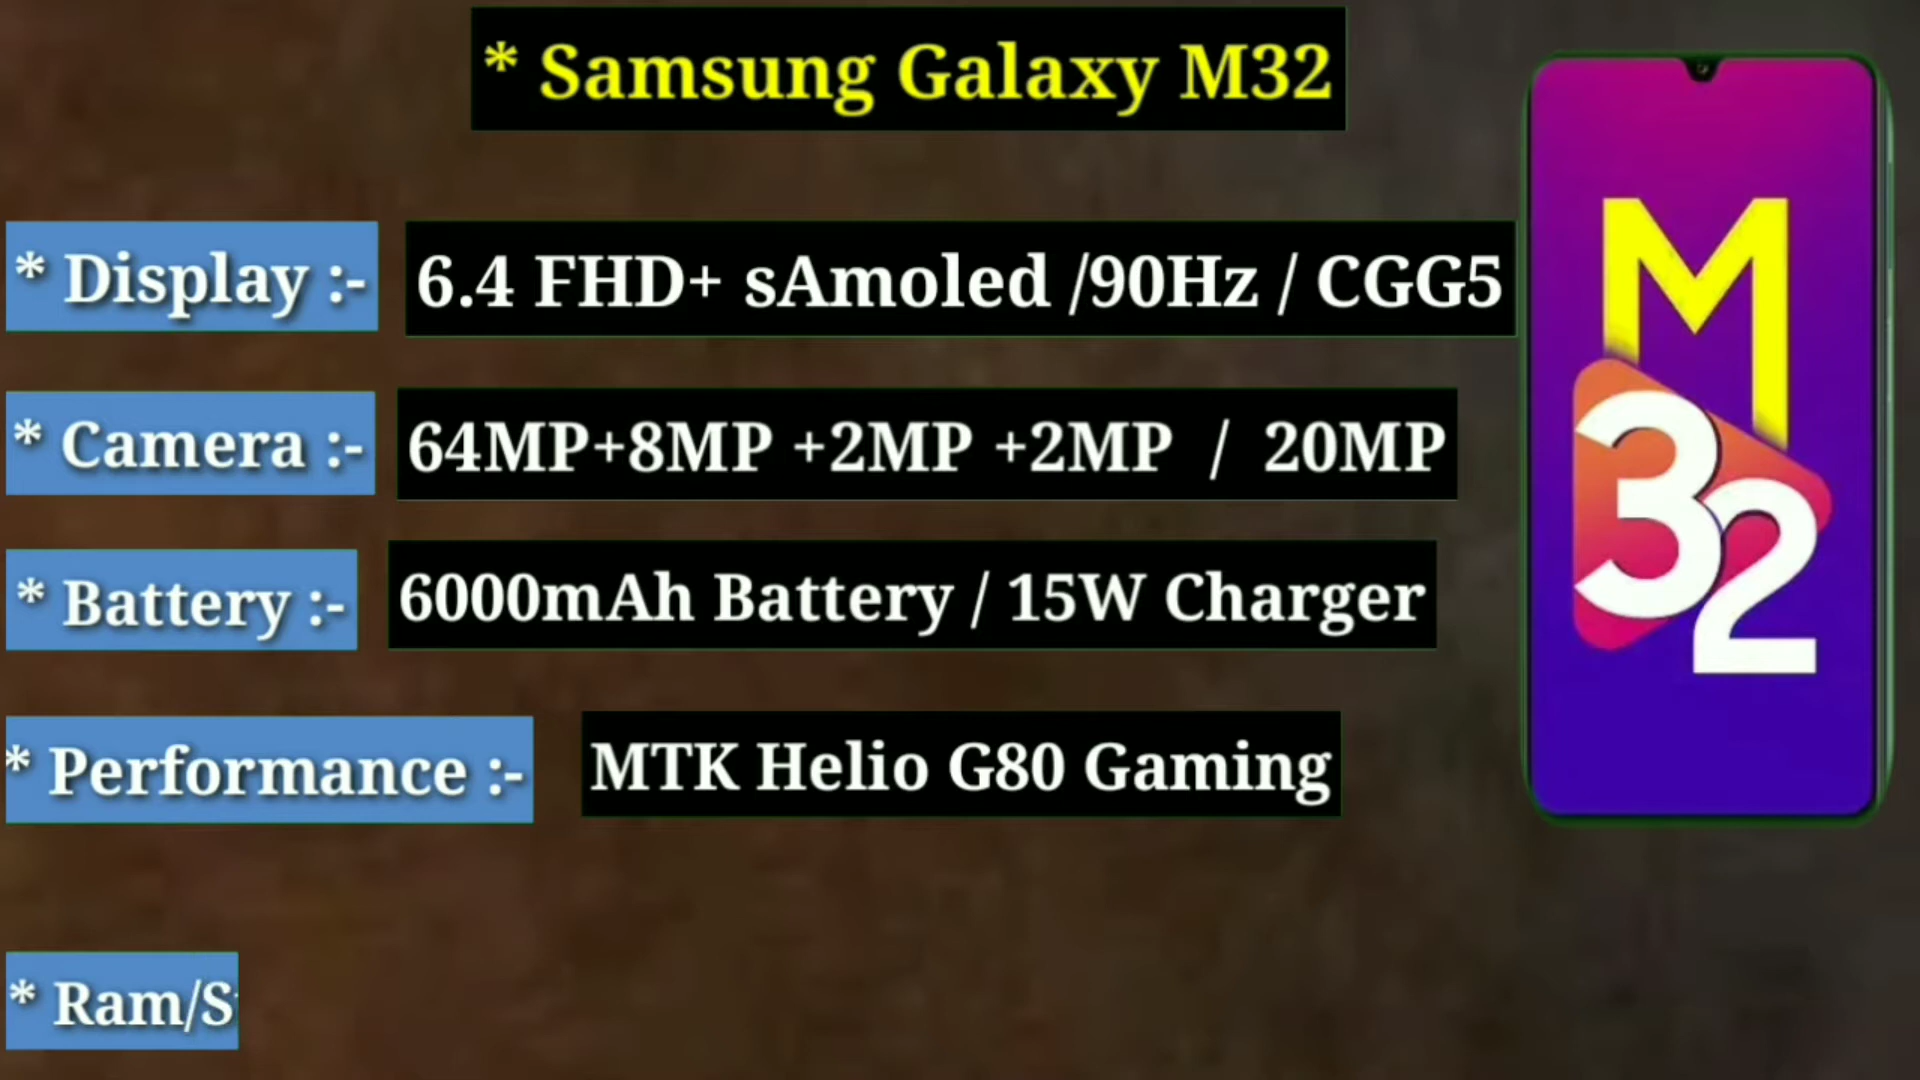 * Samsung Galaxy M32
* Display :- 6.4 FHD+ sAmoled /90Hz / CGG5
* Camera :- 64MP+8MP +2MP +2MP / 20MP
* Battery :- 6000mAh Battery / 15W Charger
* Performance :- MTK Helio G80 Gaming
* Ram/S
M
32